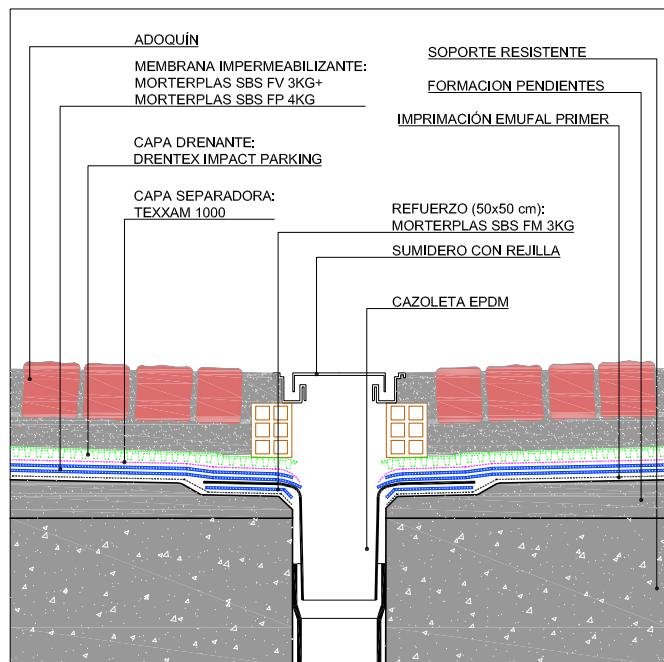 ADOQUÍN
MEMBRANA IMPERMEABILIZANTE:
MORTERPLAS SBS FV 3KG+
MORTERPLAS SBS FP 4KG
CAPA DRENANTE:
DRENTEX IMPACT PARKING
CAPA SEPARADORA:
TEXXAM 1000
SOPORTE RESISTENTE
FORMACION PENDIENTES
IMPRIMACIÓN EMUFAL PRIMER
REFUERZO (50x50 cm):
MORTERPLAS SBS FM 3KG
SUMIDERO CON REJILLA
CAZOLETA EPDM